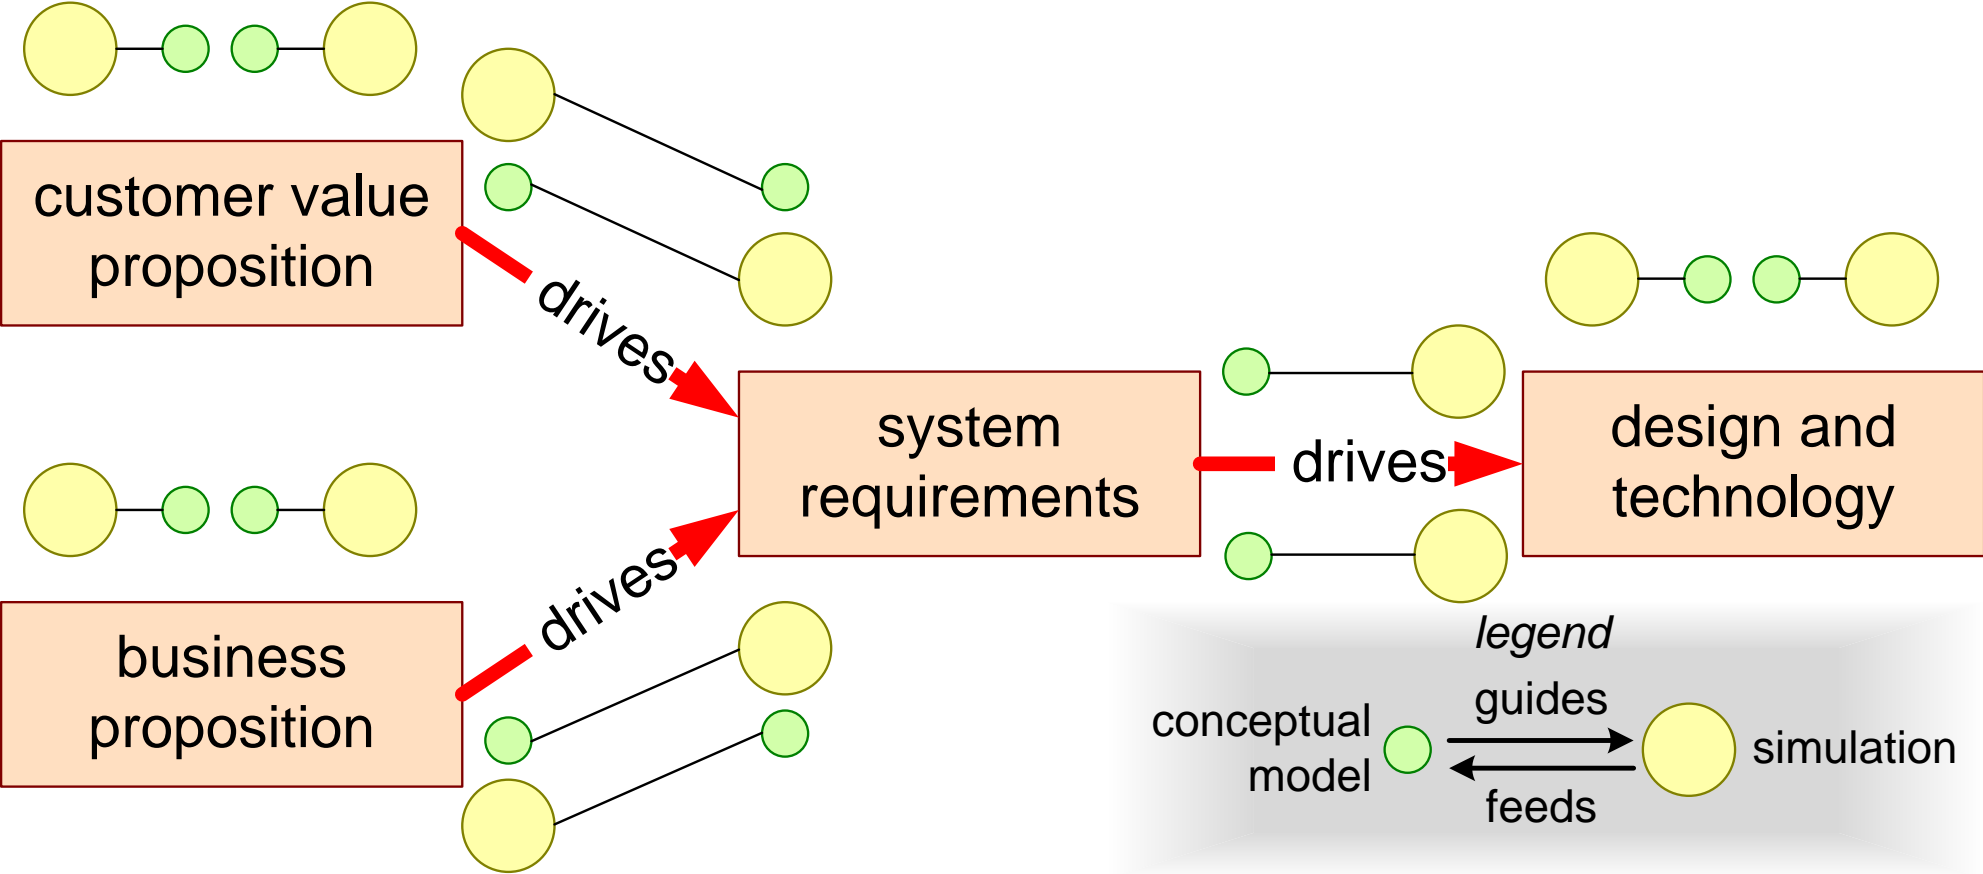 customer value
proposition
drives
system
requirements
drives
design and
technology
business
proposition
drives
legend
guides
conceptual
model
simulation
feeds